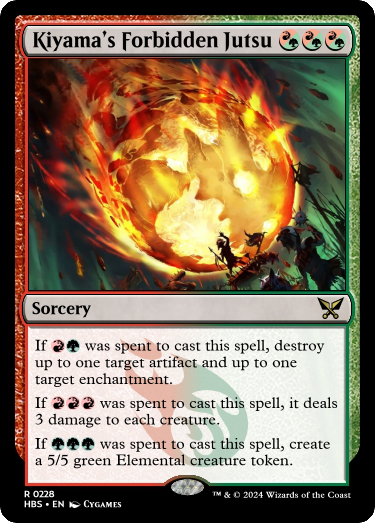 Kiyama's Forbidden Jutsu
Sorcery
If was spent to cast this spell, destroy
up to one target artifact and up to one
target enchantment.
If was spent to cast this spell, it deals
3 damage to each creature.
If was spent to cast this spell, create
a 5/5 green Elemental creature token.
R 0228
HBS • EN CYGAMES
™ & © 2024 Wizards of the Coast